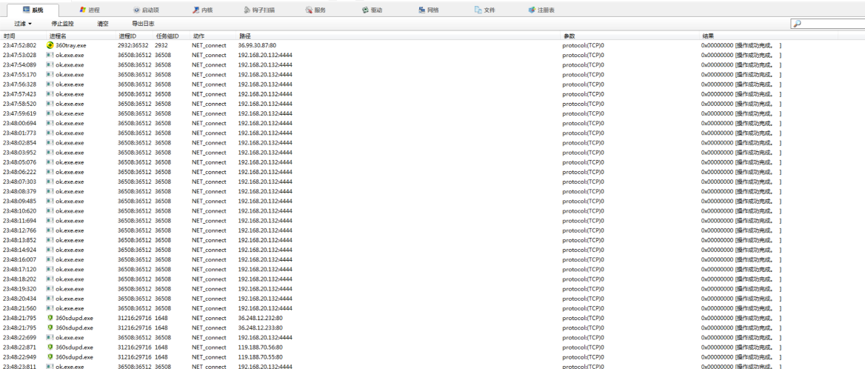 系统 进程 启动项 内核 钩子扫描 服务 驱动 网络 文件 注册表
过滤 停止监控 清空 导出日志
时间 进程名 进程ID 任务组ID 动作 路径 参数 结果
23:47:52:802 360tray.exe 2932:36532 2932 NET_connect 36.99.30.87:80 protocol:(TCP)0 0x00000000 [操作成功完成。 ]
23:47:53:028 ok.exe.exe 36508:36512 36508 NET_connect 192.168.20.132:4444 protocol:(TCP)0 0x00000000 [操作成功完成。 ]
23:47:54:089 ok.exe.exe 36508:36512 36508 NET_connect 192.168.20.132:4444 protocol:(TCP)0 0x00000000 [操作成功完成。 ]
23:47:55:170 ok.exe.exe 36508:36512 36508 NET_connect 192.168.20.132:4444 protocol:(TCP)0 0x00000000 [操作成功完成。 ]
23:47:56:328 ok.exe.exe 36508:36512 36508 NET_connect 192.168.20.132:4444 protocol:(TCP)0 0x00000000 [操作成功完成。 ]
23:47:57:423 ok.exe.exe 36508:36512 36508 NET_connect 192.168.20.132:4444 protocol:(TCP)0 0x00000000 [操作成功完成。 ]
23:47:58:520 ok.exe.exe 36508:36512 36508 NET_connect 192.168.20.132:4444 protocol:(TCP)0 0x00000000 [操作成功完成。 ]
23:47:59:619 ok.exe.exe 36508:36512 36508 NET_connect 192.168.20.132:4444 protocol:(TCP)0 0x00000000 [操作成功完成。 ]
23:48:00:694 ok.exe.exe 36508:36512 36508 NET_connect 192.168.20.132:4444 protocol:(TCP)0 0x00000000 [操作成功完成。 ]
23:48:01:773 ok.exe.exe 36508:36512 36508 NET_connect 192.168.20.132:4444 protocol:(TCP)0 0x00000000 [操作成功完成。 ]
23:48:02:854 ok.exe.exe 36508:36512 36508 NET_connect 192.168.20.132:4444 protocol:(TCP)0 0x00000000 [操作成功完成。 ]
23:48:03:952 ok.exe.exe 36508:36512 36508 NET_connect 192.168.20.132:4444 protocol:(TCP)0 0x00000000 [操作成功完成。 ]
23:48:05:076 ok.exe.exe 36508:36512 36508 NET_connect 192.168.20.132:4444 protocol:(TCP)0 0x00000000 [操作成功完成。 ]
23:48:06:222 ok.exe.exe 36508:36512 36508 NET_connect 192.168.20.132:4444 protocol:(TCP)0 0x00000000 [操作成功完成。 ]
23:48:07:303 ok.exe.exe 36508:36512 36508 NET_connect 192.168.20.132:4444 protocol:(TCP)0 0x00000000 [操作成功完成。 ]
23:48:08:379 ok.exe.exe 36508:36512 36508 NET_connect 192.168.20.132:4444 protocol:(TCP)0 0x00000000 [操作成功完成。 ]
23:48:09:485 ok.exe.exe 36508:36512 36508 NET_connect 192.168.20.132:4444 protocol:(TCP)0 0x00000000 [操作成功完成。 ]
23:48:10:620 ok.exe.exe 36508:36512 36508 NET_connect 192.168.20.132:4444 protocol:(TCP)0 0x00000000 [操作成功完成。 ]
23:48:11:694 ok.exe.exe 36508:36512 36508 NET_connect 192.168.20.132:4444 protocol:(TCP)0 0x00000000 [操作成功完成。 ]
23:48:12:766 ok.exe.exe 36508:36512 36508 NET_connect 192.168.20.132:4444 protocol:(TCP)0 0x00000000 [操作成功完成。 ]
23:48:13:852 ok.exe.exe 36508:36512 36508 NET_connect 192.168.20.132:4444 protocol:(TCP)0 0x00000000 [操作成功完成。 ]
23:48:14:924 ok.exe.exe 36508:36512 36508 NET_connect 192.168.20.132:4444 protocol:(TCP)0 0x00000000 [操作成功完成。 ]
23:48:16:007 ok.exe.exe 36508:36512 36508 NET_connect 192.168.20.132:4444 protocol:(TCP)0 0x00000000 [操作成功完成。 ]
23:48:17:120 ok.exe.exe 36508:36512 36508 NET_connect 192.168.20.132:4444 protocol:(TCP)0 0x00000000 [操作成功完成。 ]
23:48:18:202 ok.exe.exe 36508:36512 36508 NET_connect 192.168.20.132:4444 protocol:(TCP)0 0x00000000 [操作成功完成。 ]
23:48:19:320 ok.exe.exe 36508:36512 36508 NET_connect 192.168.20.132:4444 protocol:(TCP)0 0x00000000 [操作成功完成。 ]
23:48:20:434 ok.exe.exe 36508:36512 36508 NET_connect 192.168.20.132:4444 protocol:(TCP)0 0x00000000 [操作成功完成。 ]
23:48:21:560 ok.exe.exe 36508:36512 36508 NET_connect 192.168.20.132:4444 protocol:(TCP)0 0x00000000 [操作成功完成。 ]
23:48:21:795 360sdupd.exe 31216:29716 1648 NET_connect 36.248.12.232:80 protocol:(TCP)0 0x00000000 [操作成功完成。 ]
23:48:21:795 360sdupd.exe 31216:29716 1648 NET_connect 36.248.12.233:80 protocol:(TCP)0 0x00000000 [操作成功完成。 ]
23:48:22:699 ok.exe.exe 36508:36512 36508 NET_connect 192.168.20.132:4444 protocol:(TCP)0 0x00000000 [操作成功完成。 ]
23:48:22:871 360sdupd.exe 31216:29716 1648 NET_connect 119.188.70.56:80 protocol:(TCP)0 0x00000000 [操作成功完成。 ]
23:48:22:949 360sdupd.exe 31216:29716 1648 NET_connect 119.188.70.55:80 protocol:(TCP)0 0x00000000 [操作成功完成。 ]
23:48:23:811 ok.exe.exe 36508:36512 36508 NET_connect 192.168.20.132:4444 protocol:(TCP)0 0x00000000 [操作成功完成。 ]